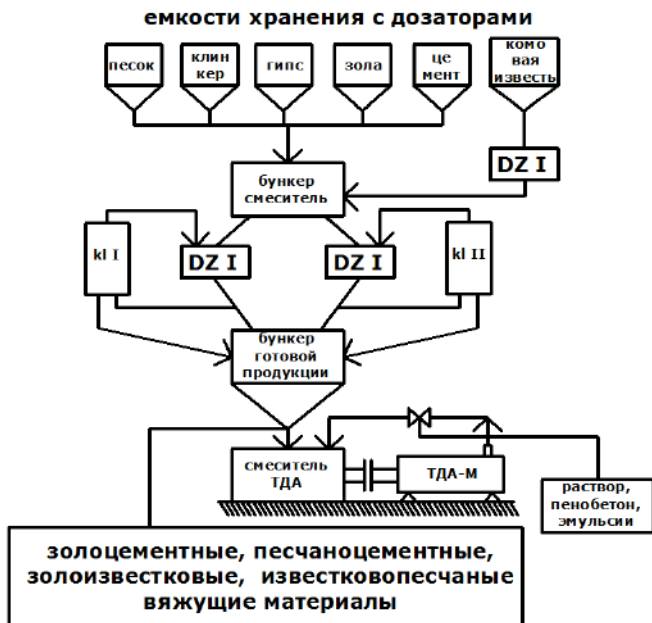 емкости хранения с дозаторами
песок
клин
кер
гипс
зола
це
мент
комо
вая
известь
DZ I
бункер
смеситель
kl I
DZ I
DZ I
kl II
бункер
готовой
продукции
смеситель
ТДА
ТДА-М
раствор,
пенобетон,
эмульсии
золоцементные, песчаноцементные,
золоизвестковые, известковопесчаные
вяжущие материалы